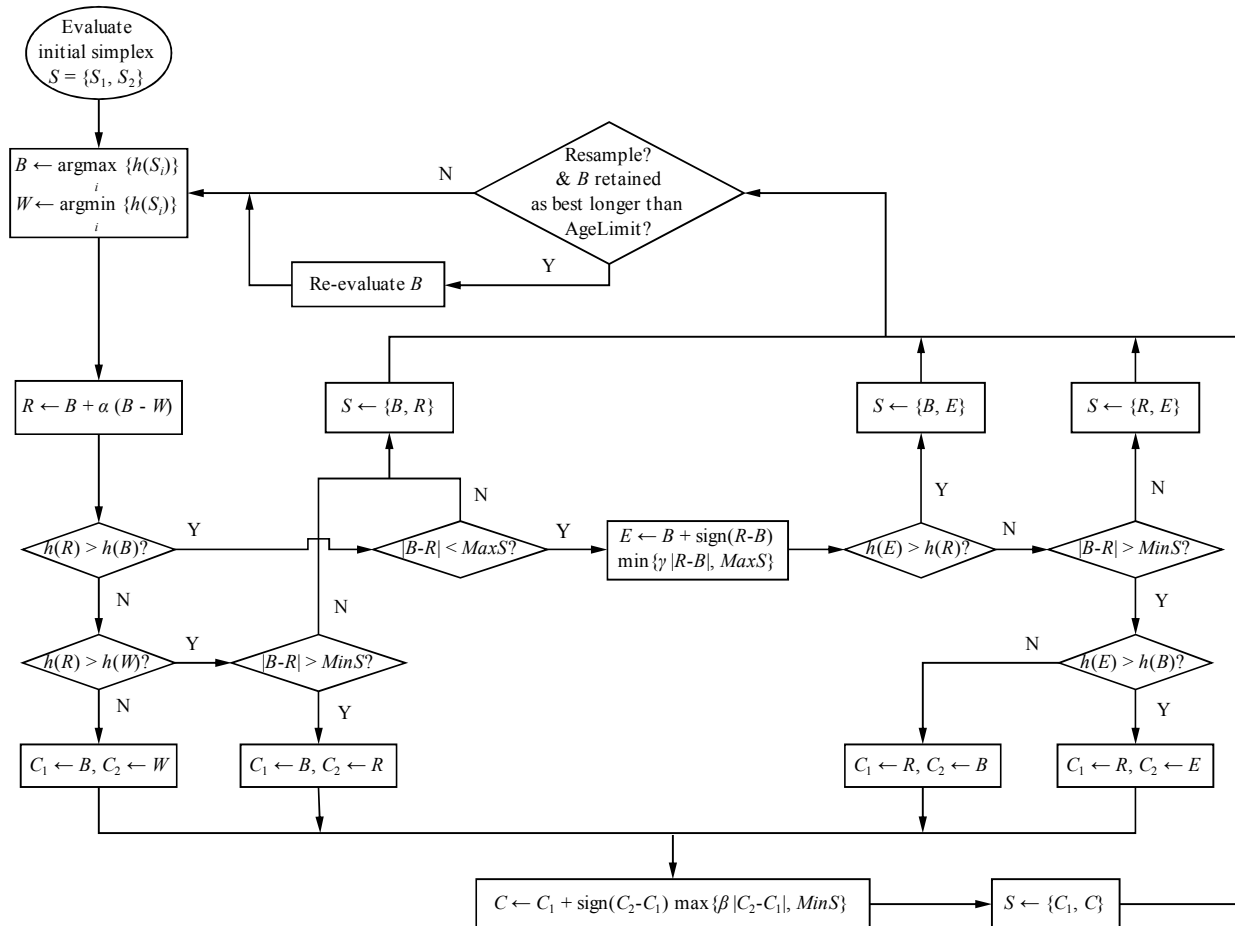 Evaluate
initial simplex
S = {S₁, S₂}
B ← argmax {h(Sᵢ)}
i
W ← argmin {h(Sᵢ)}
i
Resample?
& B retained
as best longer than
AgeLimit?
N
Y
Re-evaluate B
R ← B + α (B - W)
S ← {B, R}
S ← {B, E}
S ← {R, E}
N
Y
N
h(R) > h(B)?
Y
|B-R| < MaxS?
Y
E ← B + sign(R-B)
min{γ |R-B|, MaxS}
h(E) > h(R)?
N
|B-R| > MinS?
N
N
Y
h(R) > h(W)?
Y
|B-R| > MinS?
N
h(E) > h(B)?
N
Y
Y
C₁ ← B, C₂ ← W
C₁ ← B, C₂ ← R
C₁ ← R, C₂ ← B
C₁ ← R, C₂ ← E
C ← C₁ + sign(C₂-C₁) max{β |C₂-C₁|, MinS}
S ← {C₁, C}